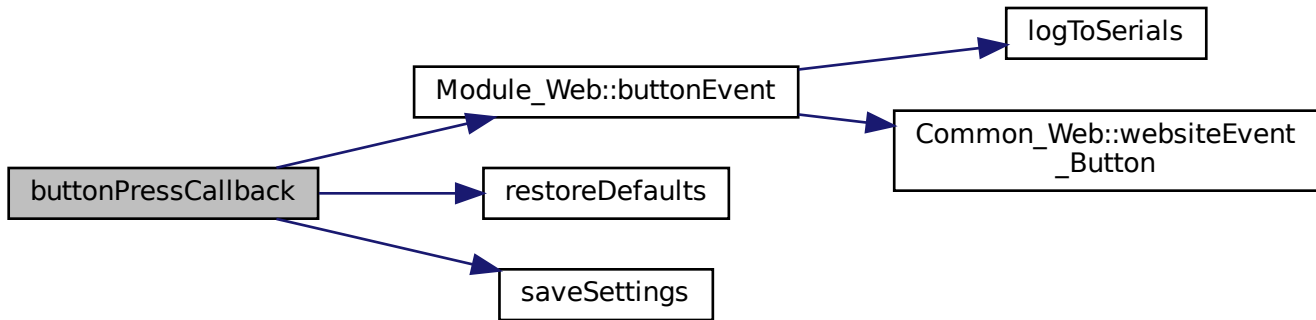 buttonPressCallback
Module_Web::buttonEvent
logToSerials
Common_Web::websiteEvent
_Button
restoreDefaults
saveSettings